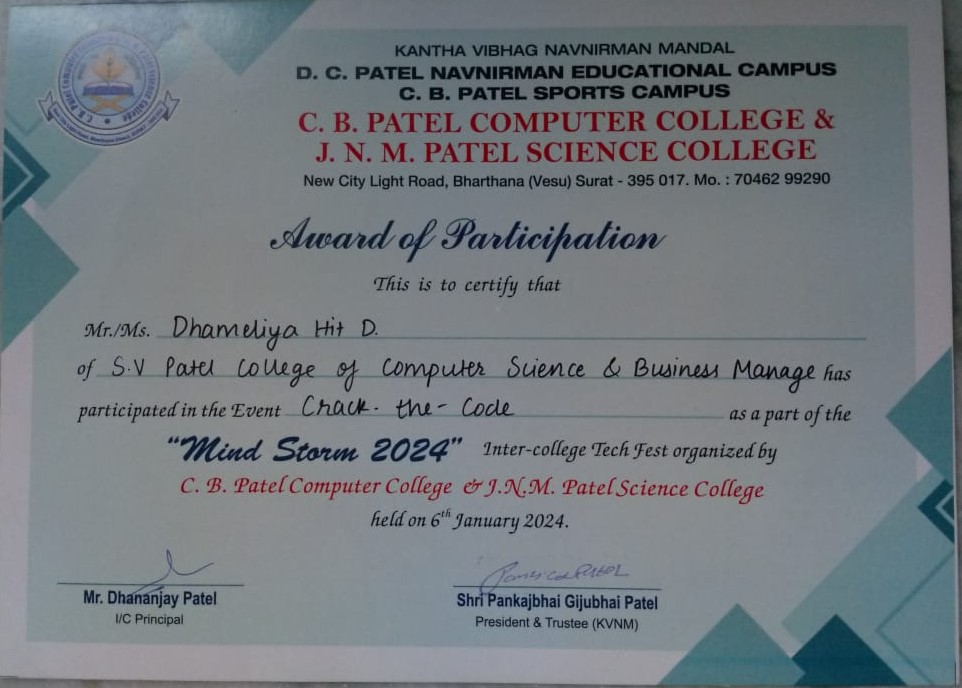 KANTHA VIBHAG NAVNIRMAN MANDAL
D. C. PATEL NAVNIRMAN EDUCATIONAL CAMPUS
C. B. PATEL SPORTS CAMPUS
C. B. PATEL COMPUTER COLLEGE &
J. N. M. PATEL SCIENCE COLLEGE
New City Light Road, Bharthana (Vesu) Surat - 395 017. Mo. : 70462 99290
Award of Participation
This is to certify that
Mr./Ms. Dhameliya Hit D.
of S.V Patel College of Computer Science & Business Manage has
participated in the Event Crack-the-Code as a part of the
"Mind Storm 2024" Inter-college Tech Fest organized by
C. B. Patel Computer College & J.N.M. Patel Science College
held on 6th January 2024.
Mr. Dhananjay Patel
I/C Principal
Shri Pankajbhai Gijubhai Patel
President & Trustee (KVNM)